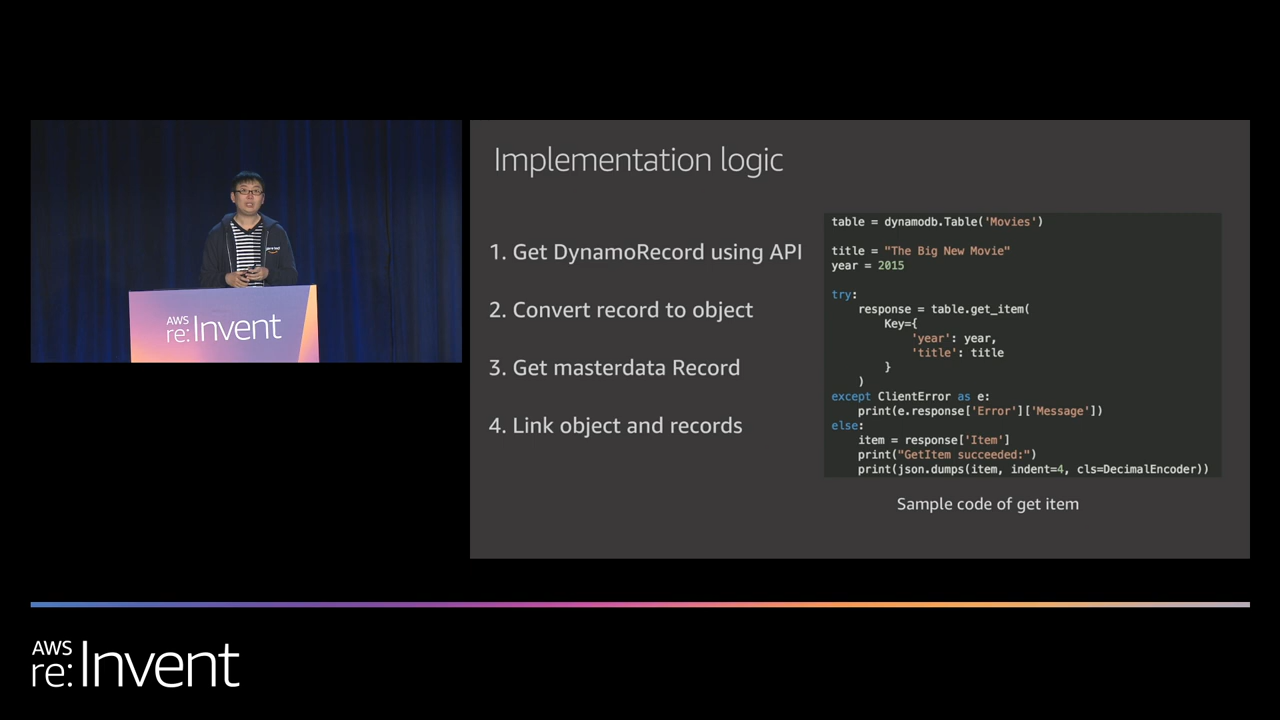 AWS
re:Invent
Implementation logic
1. Get DynamoRecord using API
2. Convert record to object
3. Get masterdata Record
4. Link object and records
table = dynamodb.Table('Movies')
title = "The Big New Movie"
year = 2015
try:
response = table.get_item(
Key={
'year': year,
'title': title
}
)
except ClientError as e:
print(e.response['Error']['Message'])
else:
item = response['Item']
print("GetItem succeeded:")
print(json.dumps(item, indent=4, cls=DecimalEncoder))
Sample code of get item
AWS
re:Invent